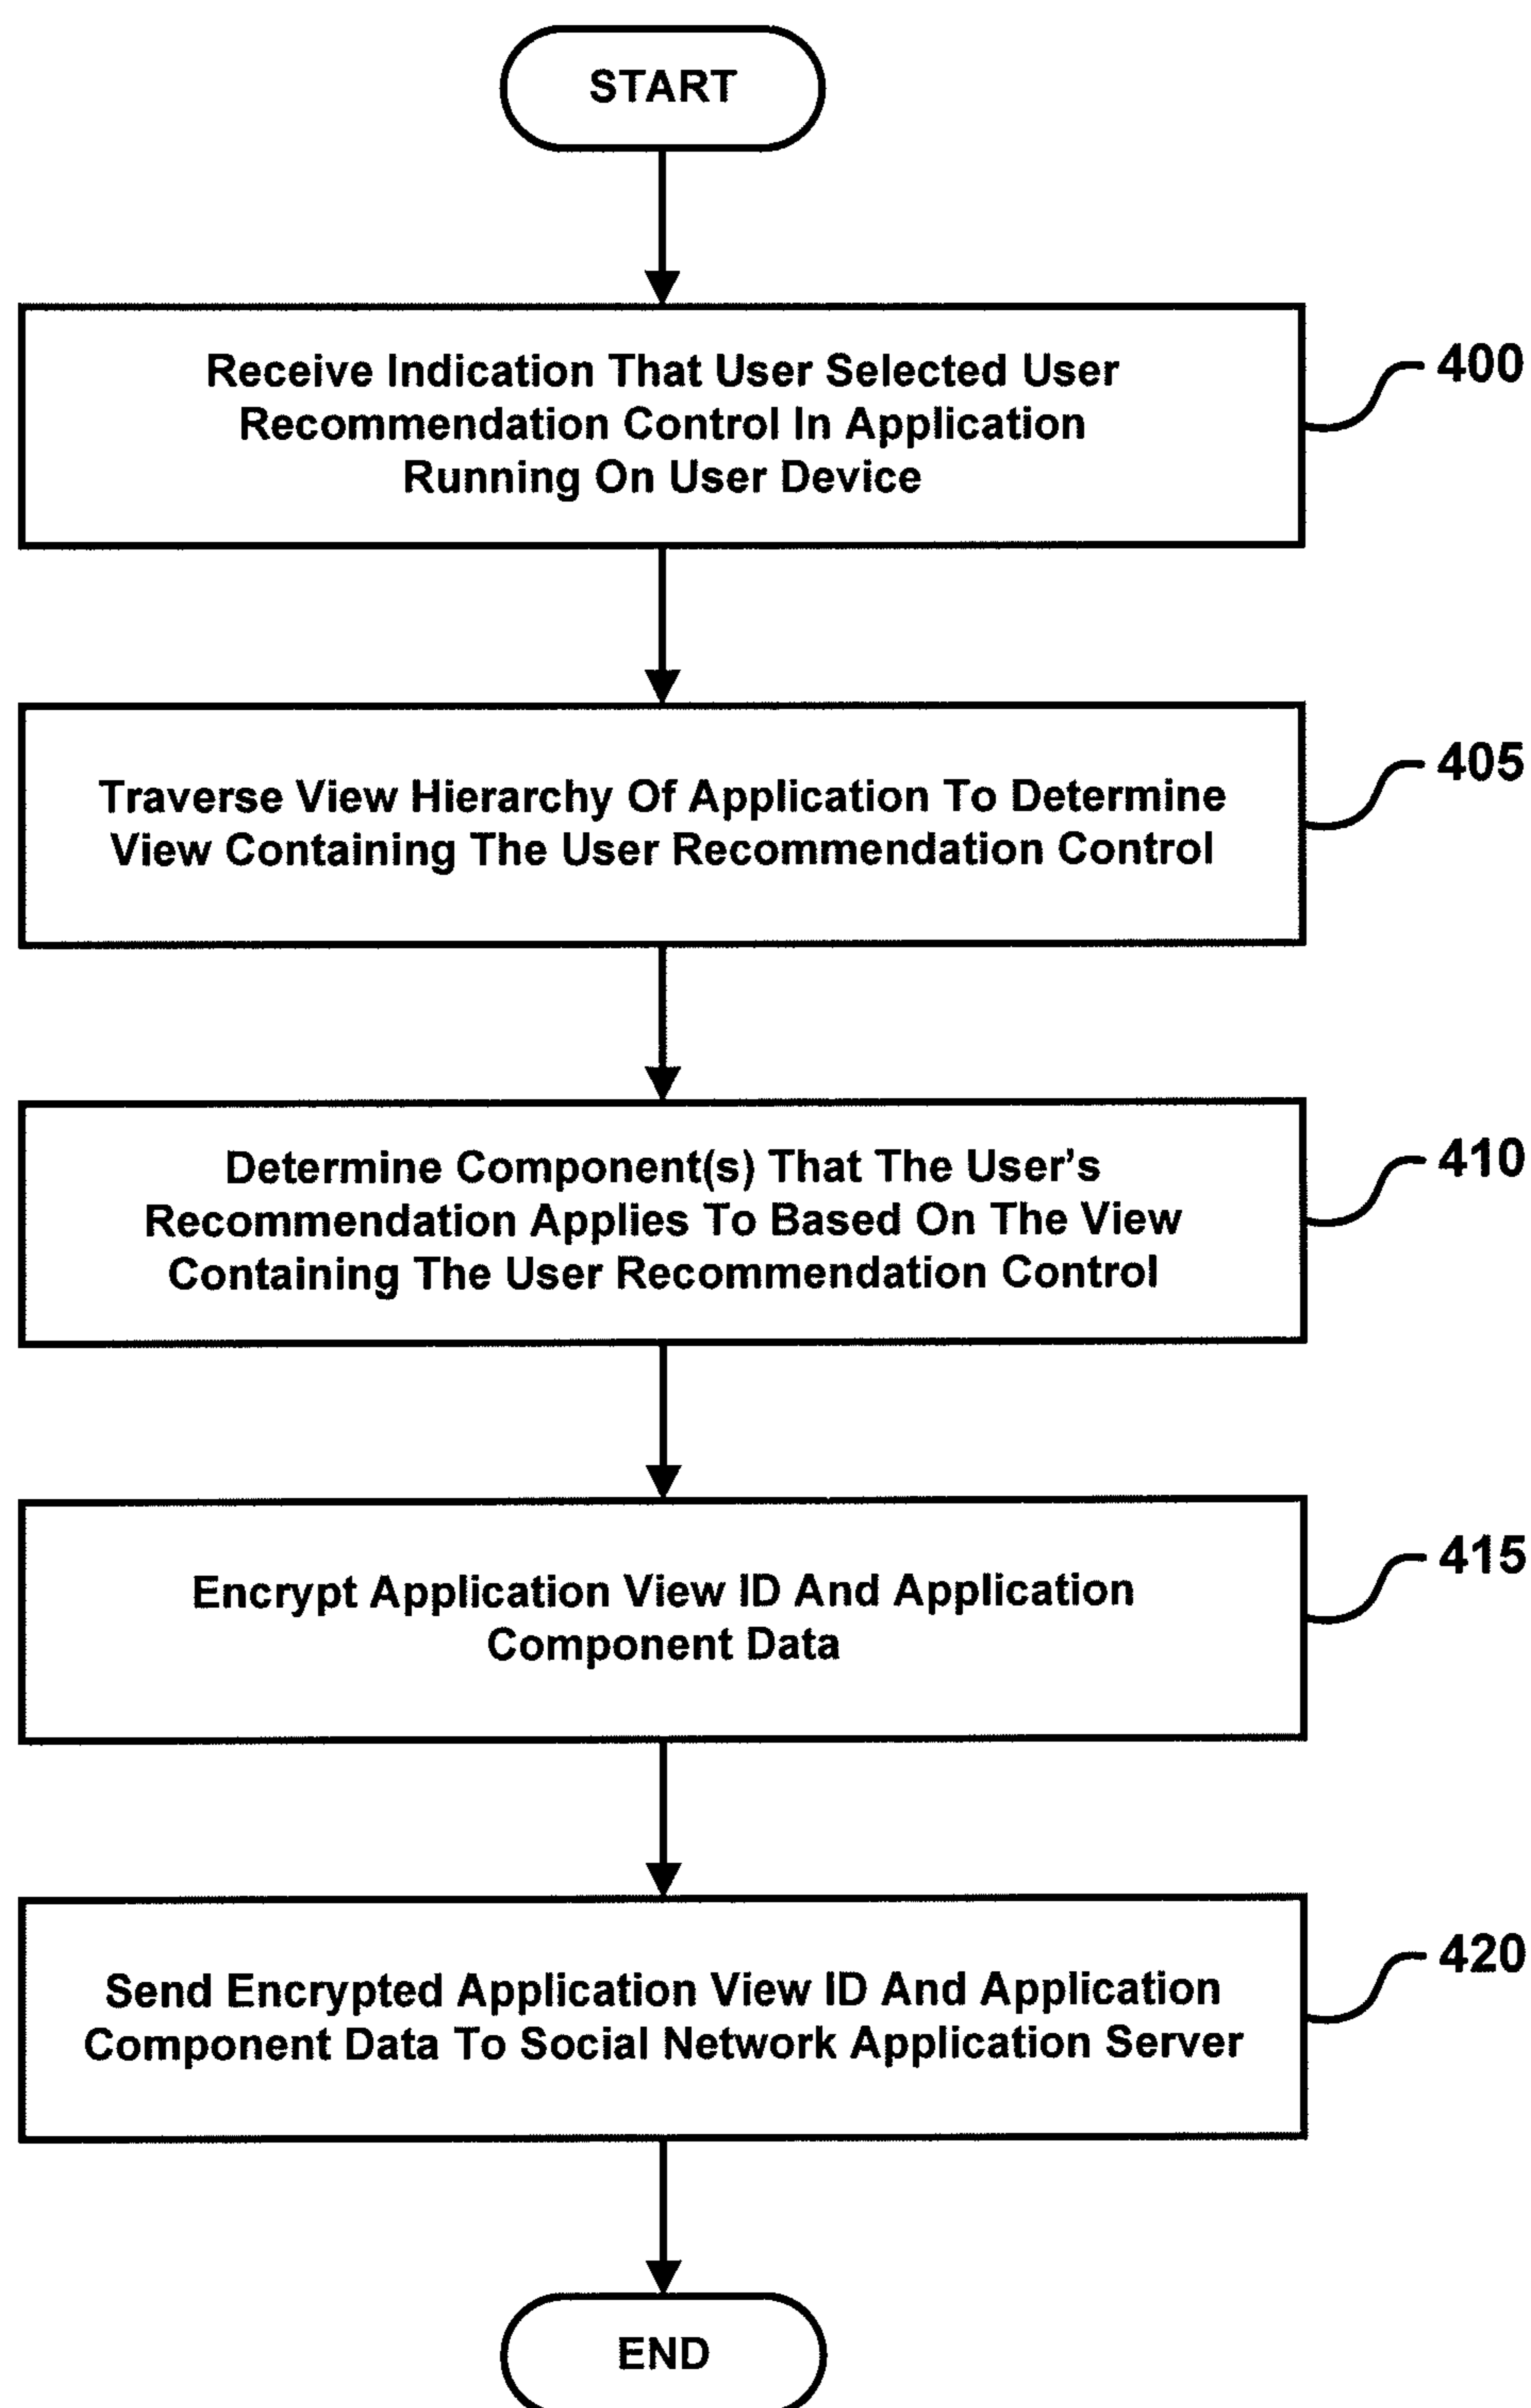 START
Receive Indication That User Selected User
Recommendation Control In Application
Running On User Device
400
Traverse View Hierarchy Of Application To Determine
View Containing The User Recommendation Control
405
Determine Component(s) That The User's
Recommendation Applies To Based On The View
Containing The User Recommendation Control
410
Encrypt Application View ID And Application
Component Data
415
Send Encrypted Application View ID And Application
Component Data To Social Network Application Server
420
END